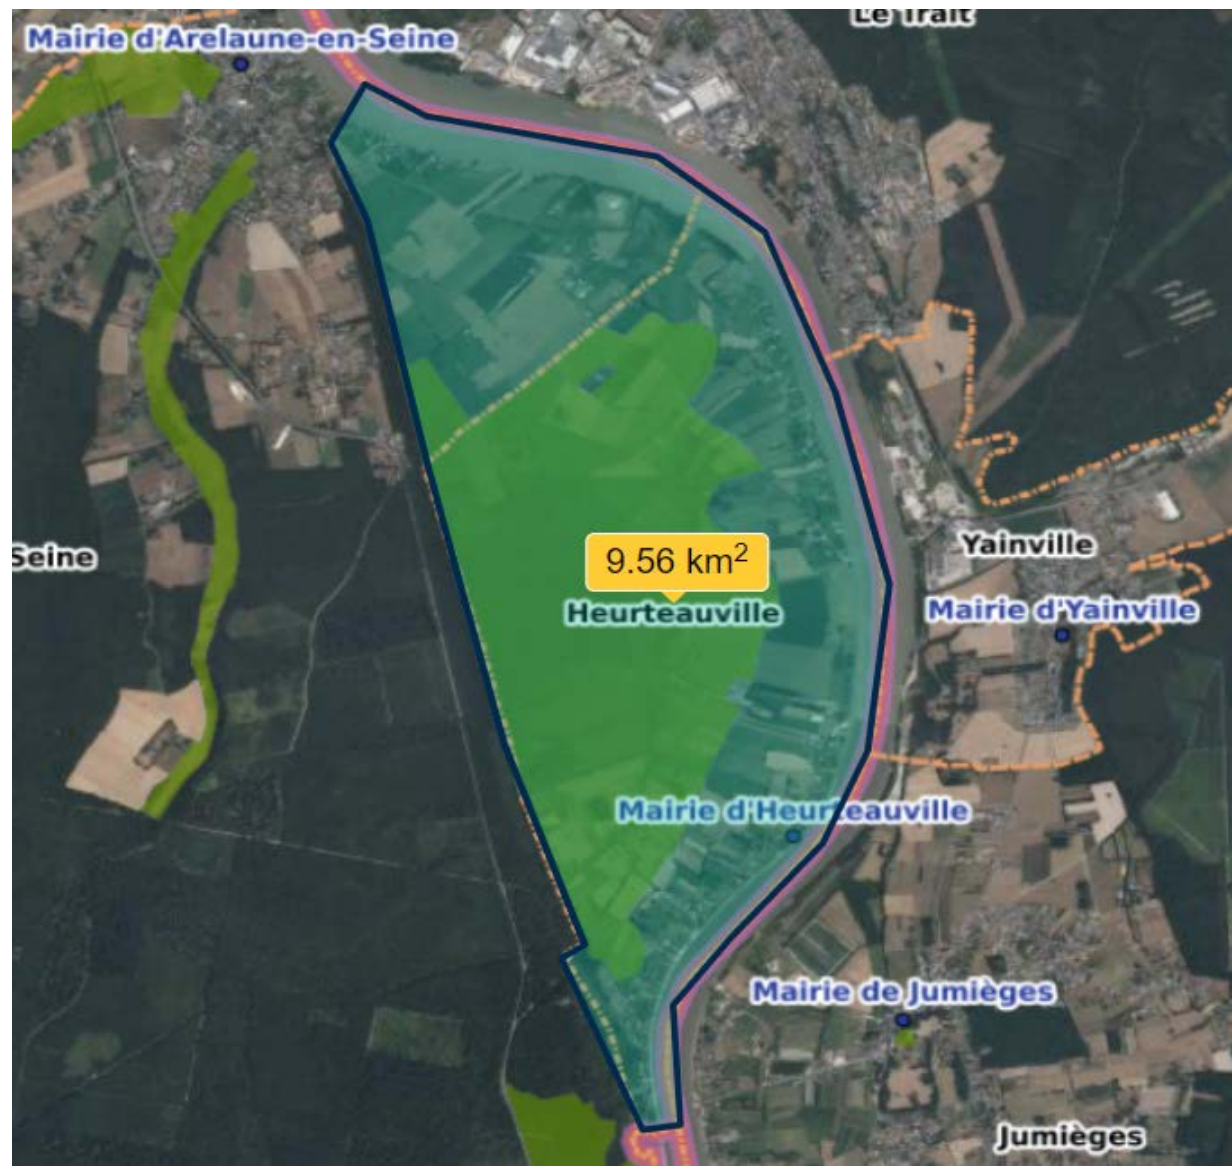 Le Trait
Mairie d'Arelaune-en-Seine
9.56 km²
Seine
Yainville
Heurteauville
Mairie d'Yainville
Mairie d'Heurteauville
Mairie de Jumièges
Jumièges